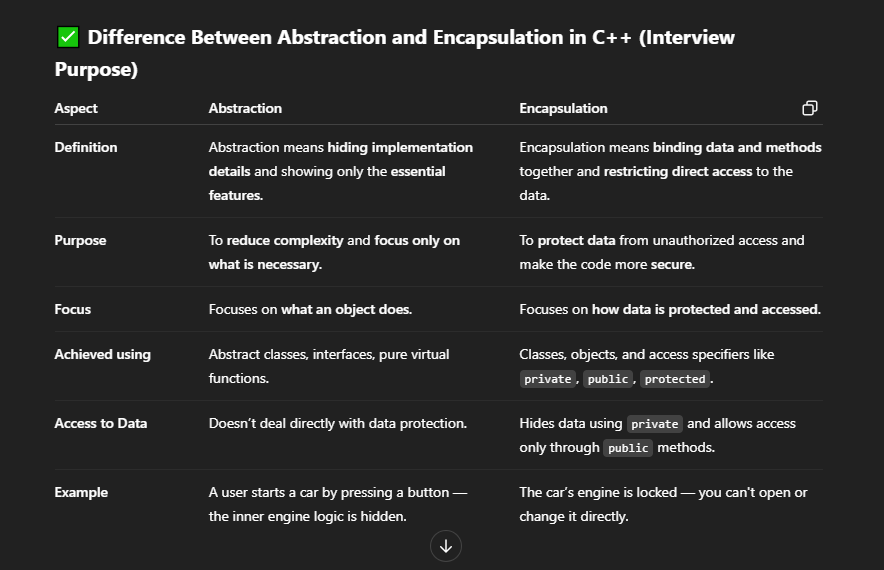 ✅ Difference Between Abstraction and Encapsulation in C++ (Interview
Purpose)
Aspect Abstraction Encapsulation
Definition Abstraction means hiding implementation Encapsulation means binding data and methods
details and showing only the essential together and restricting direct access to the
features. data.
Purpose To reduce complexity and focus only on To protect data from unauthorized access and
what is necessary. make the code more secure.
Focus Focuses on what an object does. Focuses on how data is protected and accessed.
Achieved using Abstract classes, interfaces, pure virtual Classes, objects, and access specifiers like
functions. private, public, protected.
Access to Data Doesn’t deal directly with data protection. Hides data using private and allows access
only through public methods.
Example A user starts a car by pressing a button — The car’s engine is locked — you can't open or
the inner engine logic is hidden. change it directly.